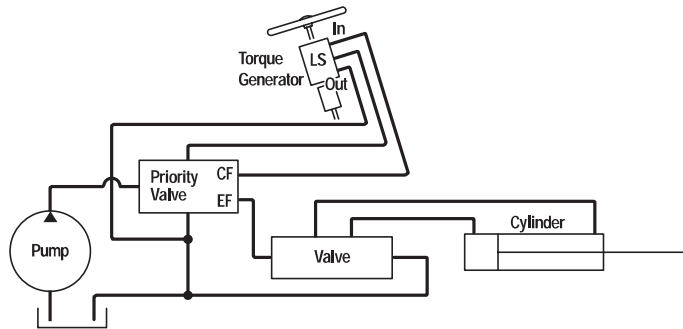 In
Torque
Generator
LS
Out
Priority
Valve
CF
EF
Pump
Valve
Cylinder